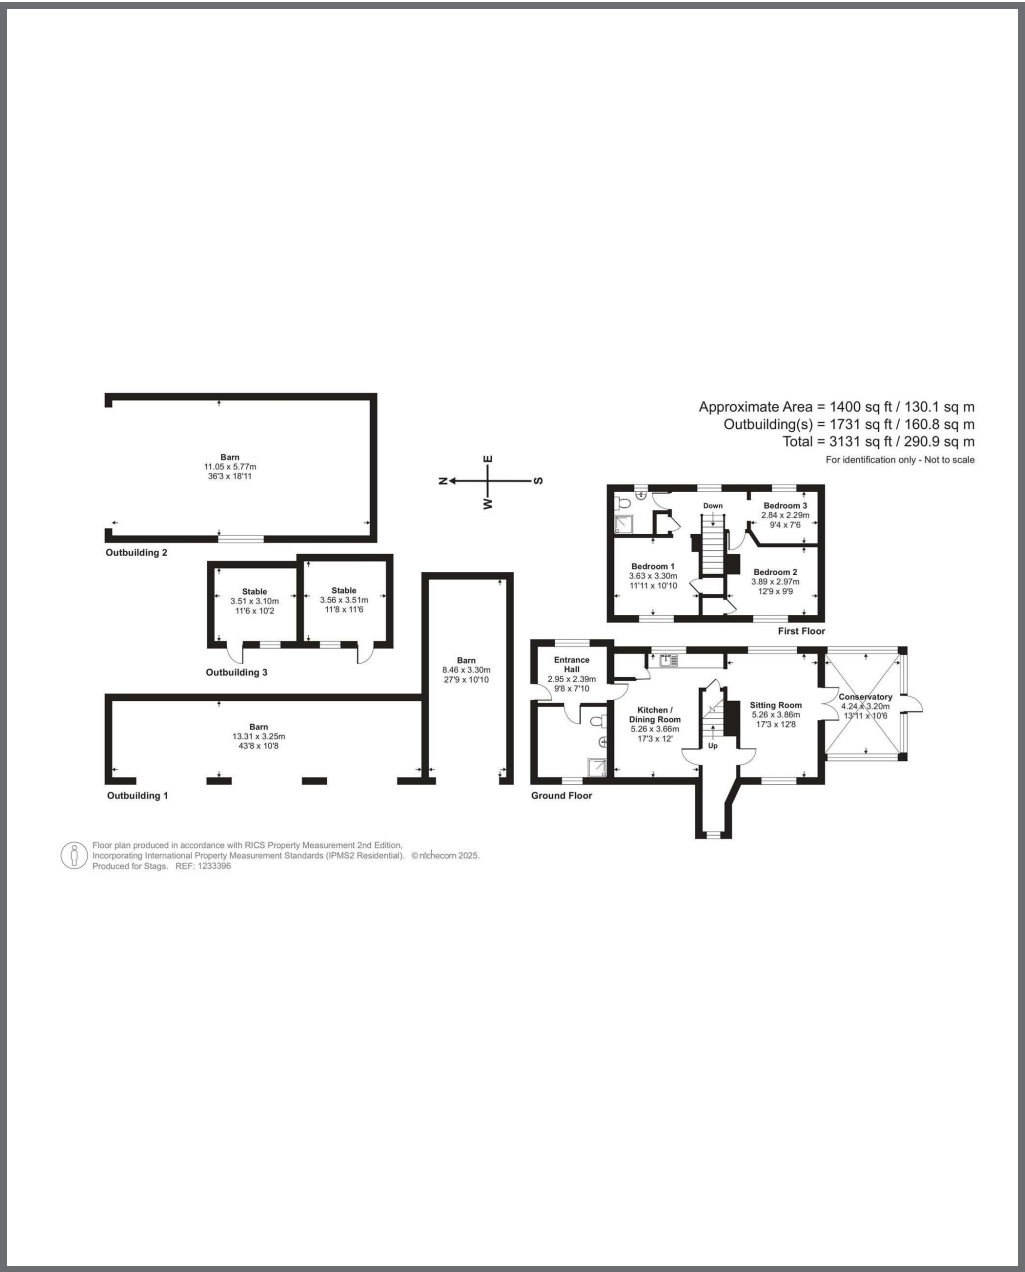 Approximate Area = 1400 sq ft / 130.1 sq m
Outbuilding(s) = 1731 sq ft / 160.8 sq m
Total = 3131 sq ft / 290.9 sq m
For identification only - Not to scale
Barn
11.05 x 5.77m
36'3 x 18'11
Outbuilding 2
N
E
S
W
Down
Bedroom 3
2.84 x 2.29m
9'4 x 7'6
Bedroom 1
3.63 x 3.30m
11'11 x 10'10
Bedroom 2
3.89 x 2.97m
12'9 x 9'9
First Floor
Stable
3.51 x 3.10m
11'6 x 10'2
Stable
3.56 x 3.51m
11'8 x 11'6
Outbuilding 3
Barn
8.46 x 3.30m
27'9 x 10'10
Barn
13.31 x 3.25m
43'8 x 10'8
Outbuilding 1
Entrance
Hall
2.95 x 2.39m
9'8 x 7'10
Kitchen /
Dining Room
5.26 x 3.66m
17'3 x 12'
Up
Sitting Room
5.26 x 3.86m
17'3 x 12'8
Conservatory
4.24 x 3.20m
13'11 x 10'6
Ground Floor
Floor plan produced in accordance with RICS Property Measurement 2nd Edition,
Incorporating International Property Measurement Standards (IPMS2 Residential). © nichecom 2025.
Produced for Stags. REF: 1233396